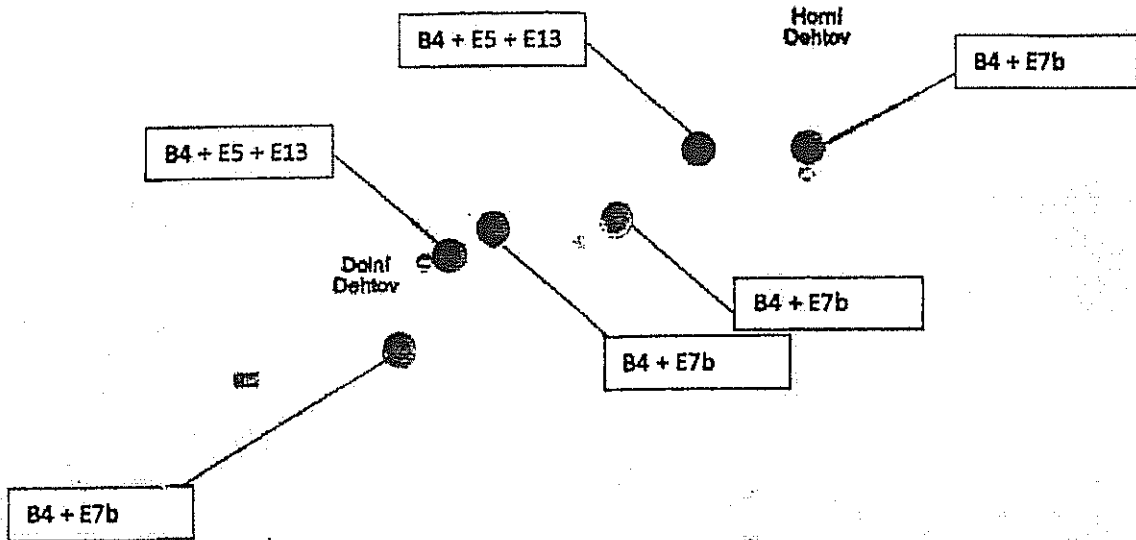 B4 + E5 + E13
Horní
Dehtov
B4 + E7b
B4 + E5 + E13
Dolní
Dehtov
B4 + E7b
B4 + E7b
B4 + E7b